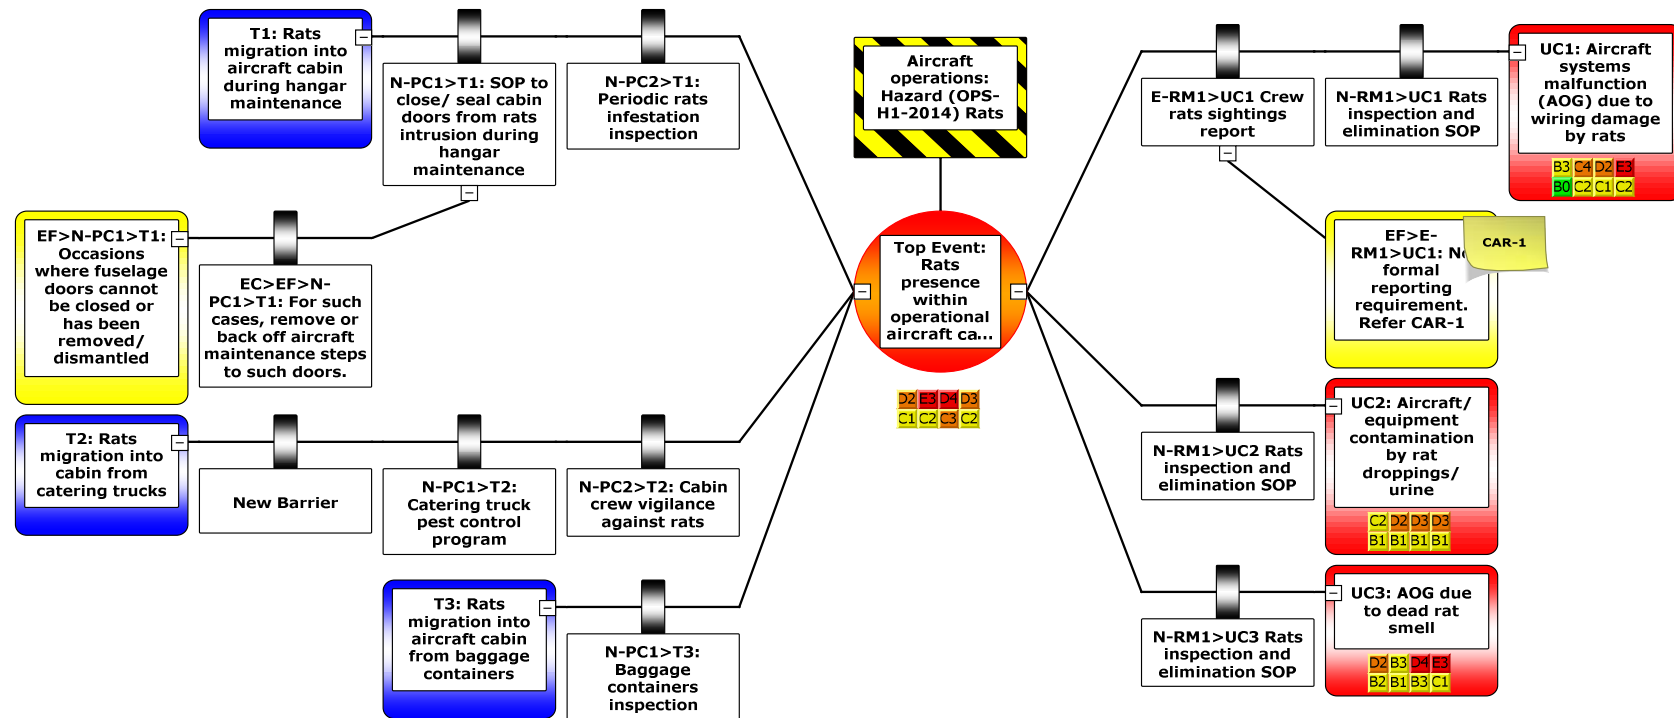 T1: Rats
migration into
aircraft cabin
during hangar
maintenance
N-PC1>T1: SOP to
close/ seal cabin
doors from rats
intrusion during
hangar
maintenance
N-PC2>T1:
Periodic rats
infestation
inspection
Aircraft
operations:
Hazard (OPS-
H1-2014) Rats
E-RM1>UC1 Crew
rats sightings
report
N-RM1>UC1 Rats
inspection and
elimination SOP
UC1: Aircraft
systems
malfunction
(AOG) due to
wiring damage
by rats
B3 C4 D2 E3
B0 C2 C1 C2
EF>N-PC1>T1:
Occasions
where fuselage
doors cannot
be closed or
has been
removed/
dismantled
EC>EF>N-
PC1>T1: For such
cases, remove or
back off aircraft
maintenance steps
to such doors.
Top Event:
Rats
presence
within
operational
aircraft ca...
D2 E3 D4 D3
C1 C2 C3 C2
EF>E-
RM1>UC1: No
formal
reporting
requirement.
Refer CAR-1
CAR-1
T2: Rats
migration into
cabin from
catering trucks
New Barrier
N-PC1>T2:
Catering truck
pest control
program
N-PC2>T2: Cabin
crew vigilance
against rats
N-RM1>UC2 Rats
inspection and
elimination SOP
UC2: Aircraft/
equipment
contamination
by rat
droppings/
urine
C2 D2 D3 D3
B1 B1 B1 B1
T3: Rats
migration into
aircraft cabin
from baggage
containers
N-PC1>T3:
Baggage
containers
inspection
N-RM1>UC3 Rats
inspection and
elimination SOP
UC3: AOG due
to dead rat
smell
D2 B3 D4 E3
B2 B1 B3 C1